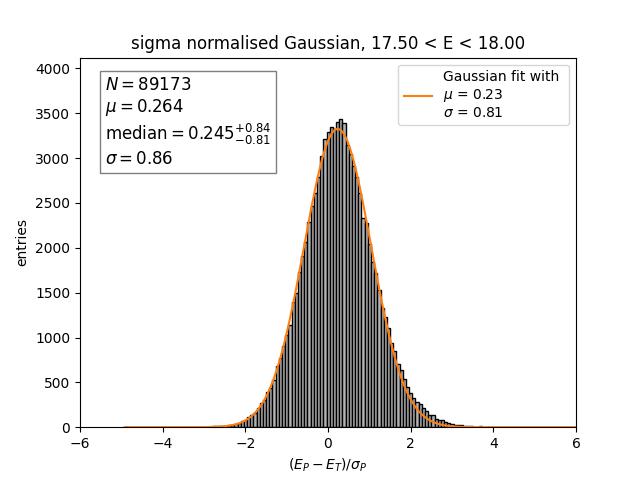 sigma normalised Gaussian, 17.50 < E < 18.00
4000
3500
3000
2500
2000
1500
1000
500
0
entries
N = 89173
μ = 0.264
median = 0.245^{+0.84}_{-0.81}
σ = 0.86
Gaussian fit with
μ = 0.23
σ = 0.81
−6 −4 −2 0 2 4 6
(E_P − E_T)/σ_P